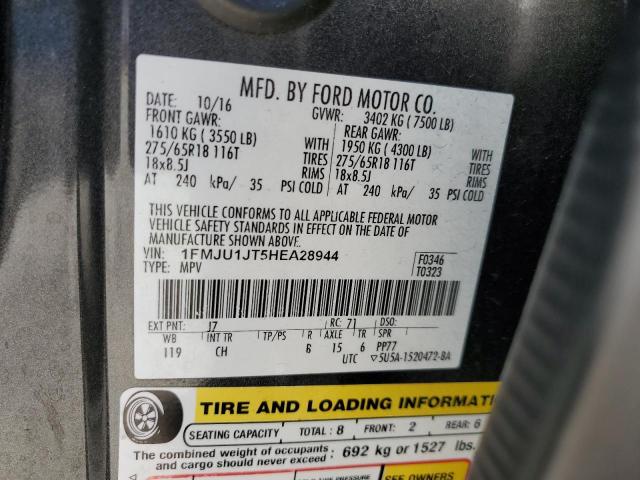 MFD. BY FORD MOTOR CO.
DATE: 10/16 GVWR: 3402 KG (7500 LB)
FRONT GAWR: REAR GAWR:
1610 KG (3550 LB) WITH 1950 KG (4300 LB) WITH
275/65R18 116T TIRES 275/65R18 116T TIRES
18x8.5J RIMS 18x8.5J RIMS
AT 240 kPa/ 35 PSI COLD AT 240 kPa/ 35 PSI COLD
THIS VEHICLE CONFORMS TO ALL APPLICABLE FEDERAL MOTOR
VEHICLE SAFETY STANDARDS IN EFFECT ON THE DATE OF
MANUFACTURE SHOWN ABOVE.
VIN: 1FMJU1JT5HEA28944 F0346
TYPE: MPV T0323
EXT PNT: J7 RC: 71 DSO:
WB INT TR TP/PS R AXLE TR SPR
119 CH 6 15 6 PP77
UTC ▽5U5A-1520472-BA
TIRE AND LOADING INFORMATI
SEATING CAPACITY TOTAL: 8 FRONT: 2 REAR: 6
The combined weight of occupants and cargo should never exceed 692 kg or 1527 lbs.
SEE OWNERS